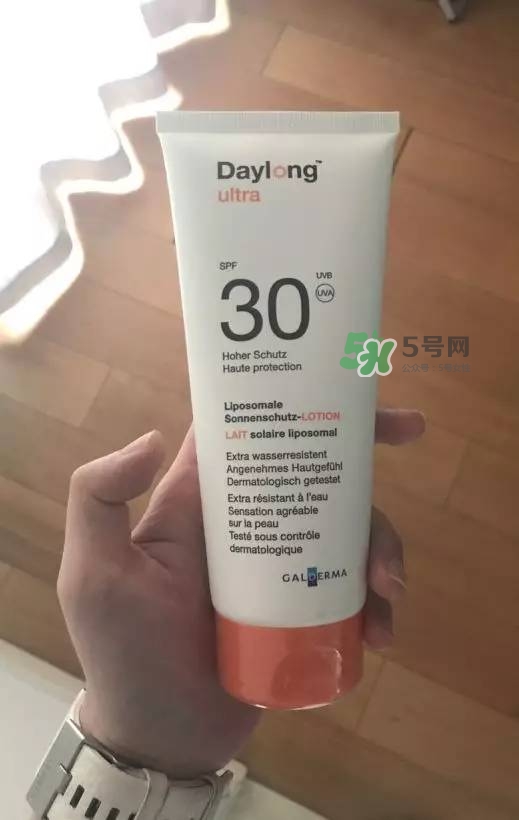 Daylong™
ultra
SPF
30
UVB
UVA
Hoher Schutz
Haute protection
5号网
Liposomale
Sonnenschutz-LOTION
LAIT solaire liposomal
Extra wasserresistent
Angenehmes Hautgefühl
Dermatologisch getestet
Extra résistant à l'eau
Sensation agréable
sur la peau
Testé sous contrôle
dermatologique
GALDERMA